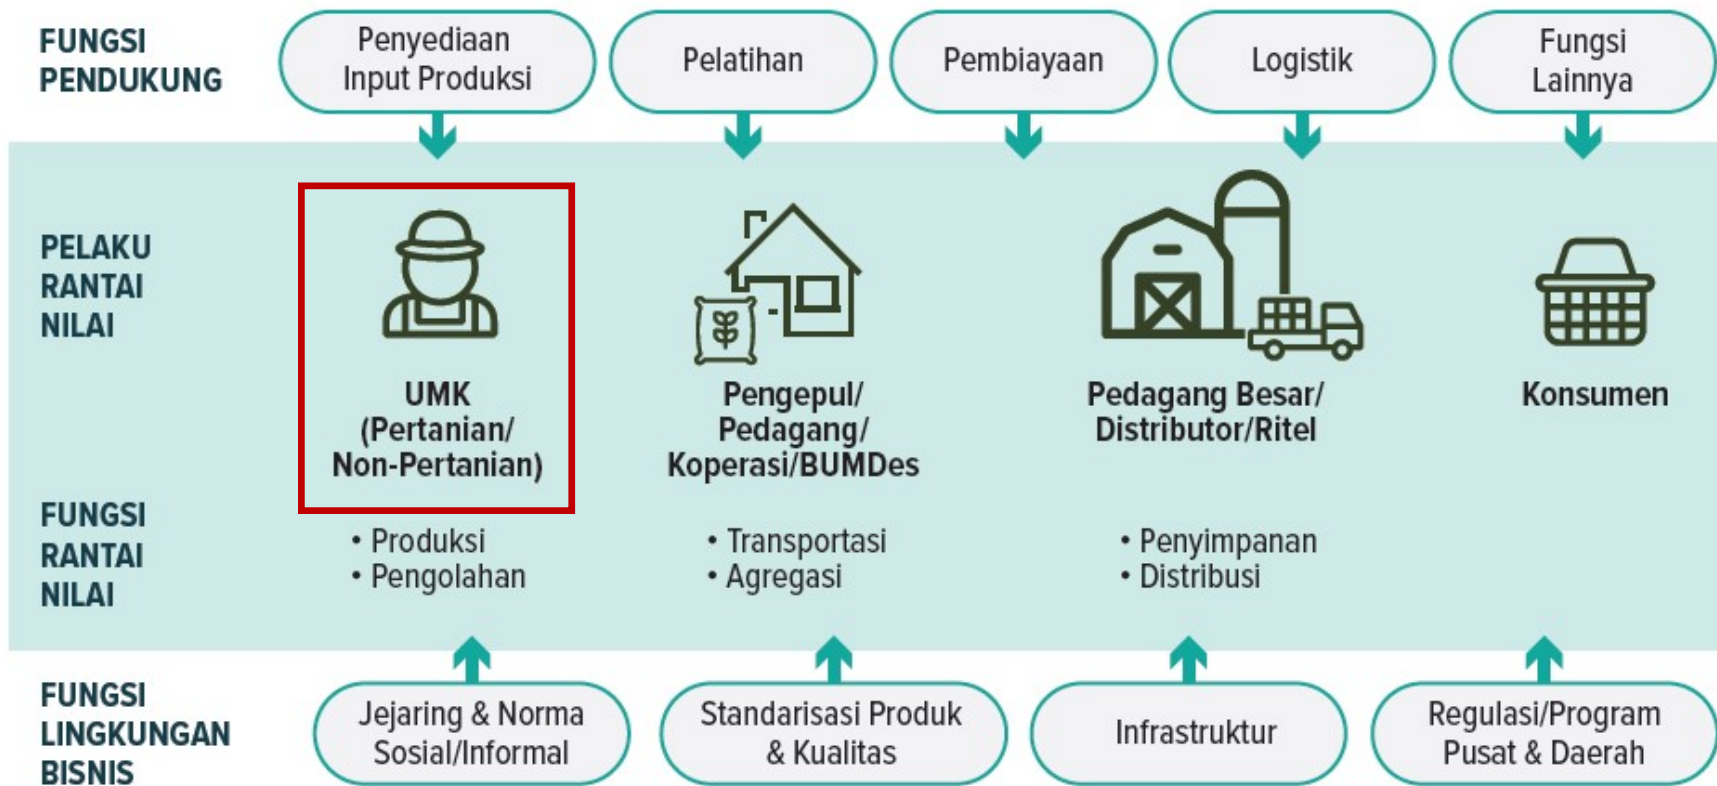 FUNGSI
PENDUKUNG
Penyediaan
Input Produksi
Pelatihan
Pembiayaan
Logistik
Fungsi
Lainnya
PELAKU
RANTAI
NILAI
UMK
(Pertanian/
Non-Pertanian)
Pengepul/
Pedagang/
Koperasi/BUMDes
Pedagang Besar/
Distributor/Ritel
Konsumen
FUNGSI
RANTAI
NILAI
• Produksi
• Pengolahan
• Transportasi
• Agregasi
• Penyimpanan
• Distribusi
FUNGSI
LINGKUNGAN
BISNIS
Jejaring & Norma
Sosial/Informal
Standarisasi Produk
& Kualitas
Infrastruktur
Regulasi/Program
Pusat & Daerah